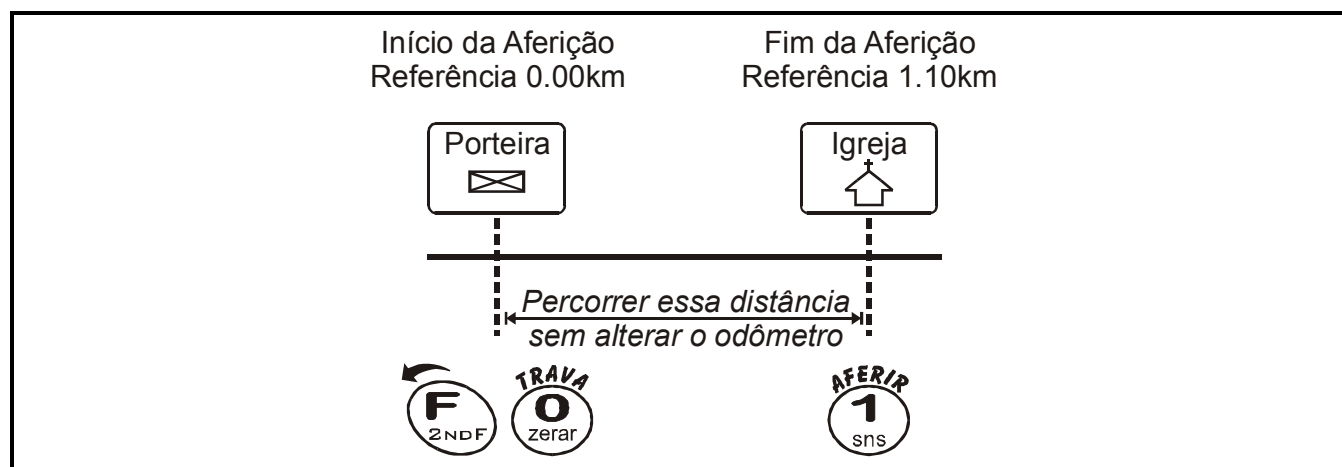 Início da Aferição
Referência 0.00km
Fim da Aferição
Referência 1.10km
Porteira
Igreja
Percorrer essa distância
sem alterar o odômetro
F
2NDF
TRAVA
0
zerar
AFERIR
1
sns